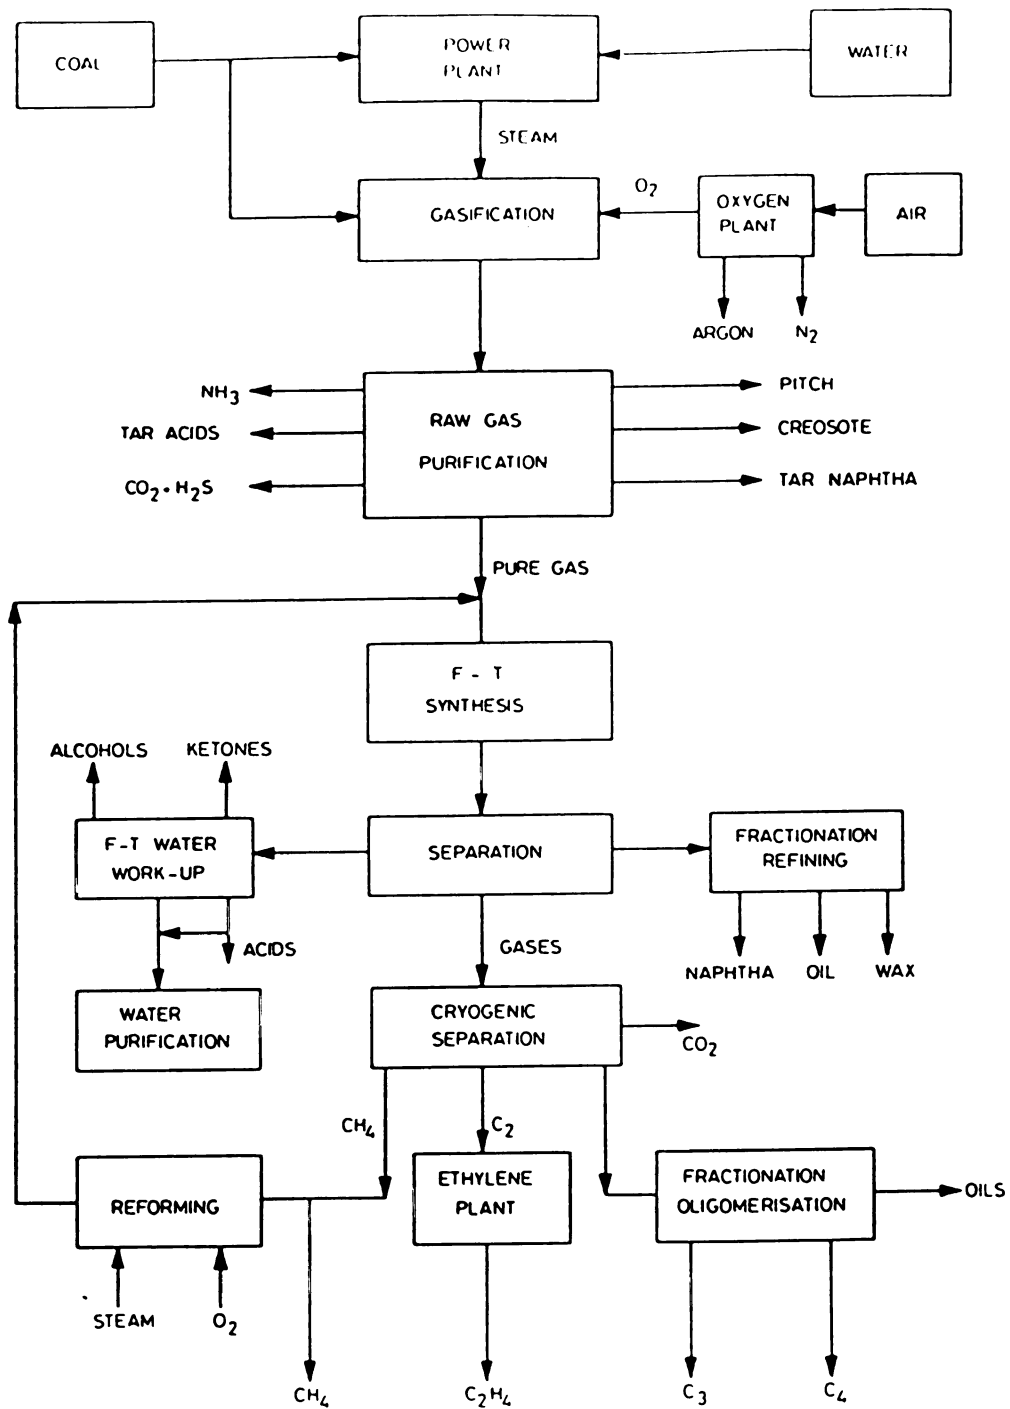 COAL
POWER
PLANT
WATER
STEAM
GASIFICATION
O2
OXYGEN
PLANT
AIR
ARGON
N2
NH3
TAR ACIDS
CO2·H2S
RAW GAS
PURIFICATION
PITCH
CREOSOTE
TAR NAPHTHA
PURE GAS
F - T
SYNTHESIS
ALCOHOLS
KETONES
F-T WATER
WORK-UP
SEPARATION
FRACTIONATION
REFINING
ACIDS
GASES
NAPHTHA
OIL
WAX
WATER
PURIFICATION
CRYOGENIC
SEPARATION
CO2
CH4
C2
REFORMING
ETHYLENE
PLANT
FRACTIONATION
OLIGOMERISATION
OILS
STEAM
O2
CH4
C2H4
C3
C4